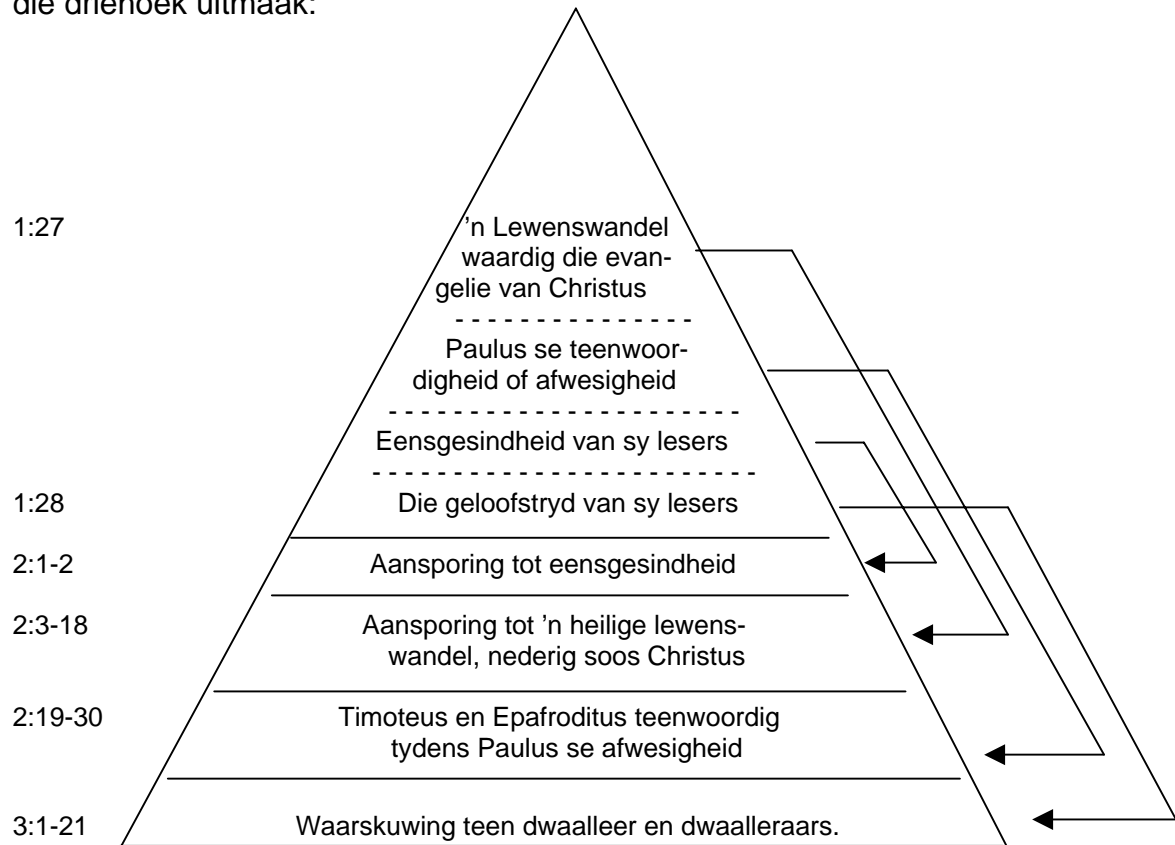 die driehoek uitmaak:
1:27
'n Lewenswandel
waardig die evan-
gelie van Christus
Paulus se teenwoor-
digheid of afwesigheid
Eensgesindheid van sy lesers
1:28 Die geloofstryd van sy lesers
2:1-2 Aansporing tot eensgesindheid
2:3-18 Aansporing tot 'n heilige lewens-
wandel, nederig soos Christus
2:19-30 Timoteus en Epafroditus teenwoordig
tydens Paulus se afwesigheid
3:1-21 Waarskuwing teen dwaalleer en dwaalleraars.